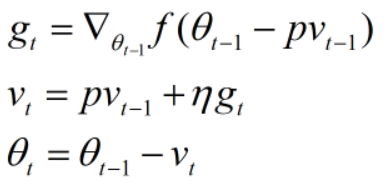 g_t = ∇_{θ_{t-1}} f(θ_{t-1} − pv_{t-1})
v_t = pv_{t-1} + ηg_t
θ_t = θ_{t-1} − v_t